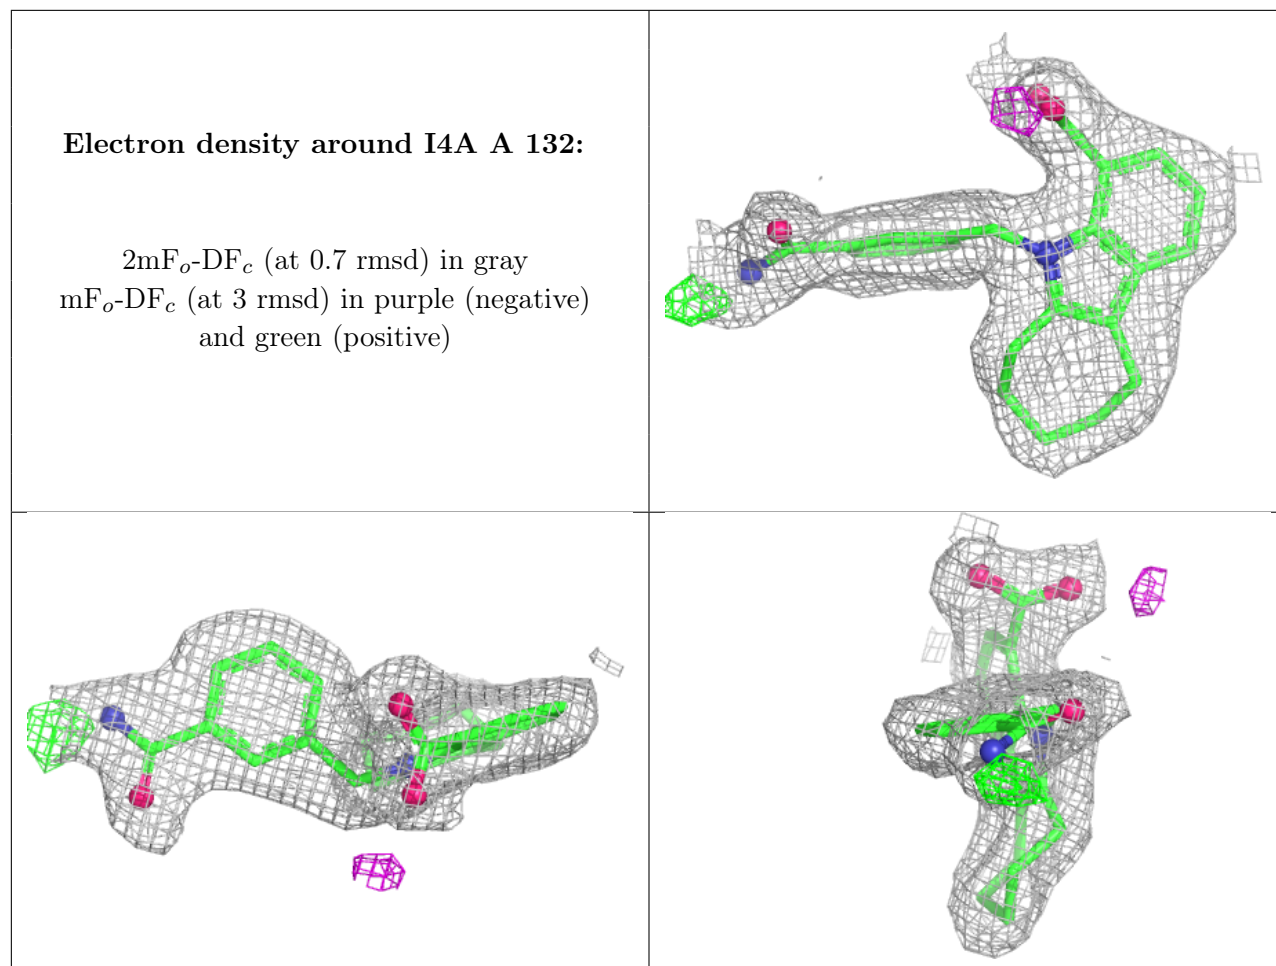 Electron density around I4A A 132:
2mFo-DFc (at 0.7 rmsd) in gray
mFo-DFc (at 3 rmsd) in purple (negative)
and green (positive)